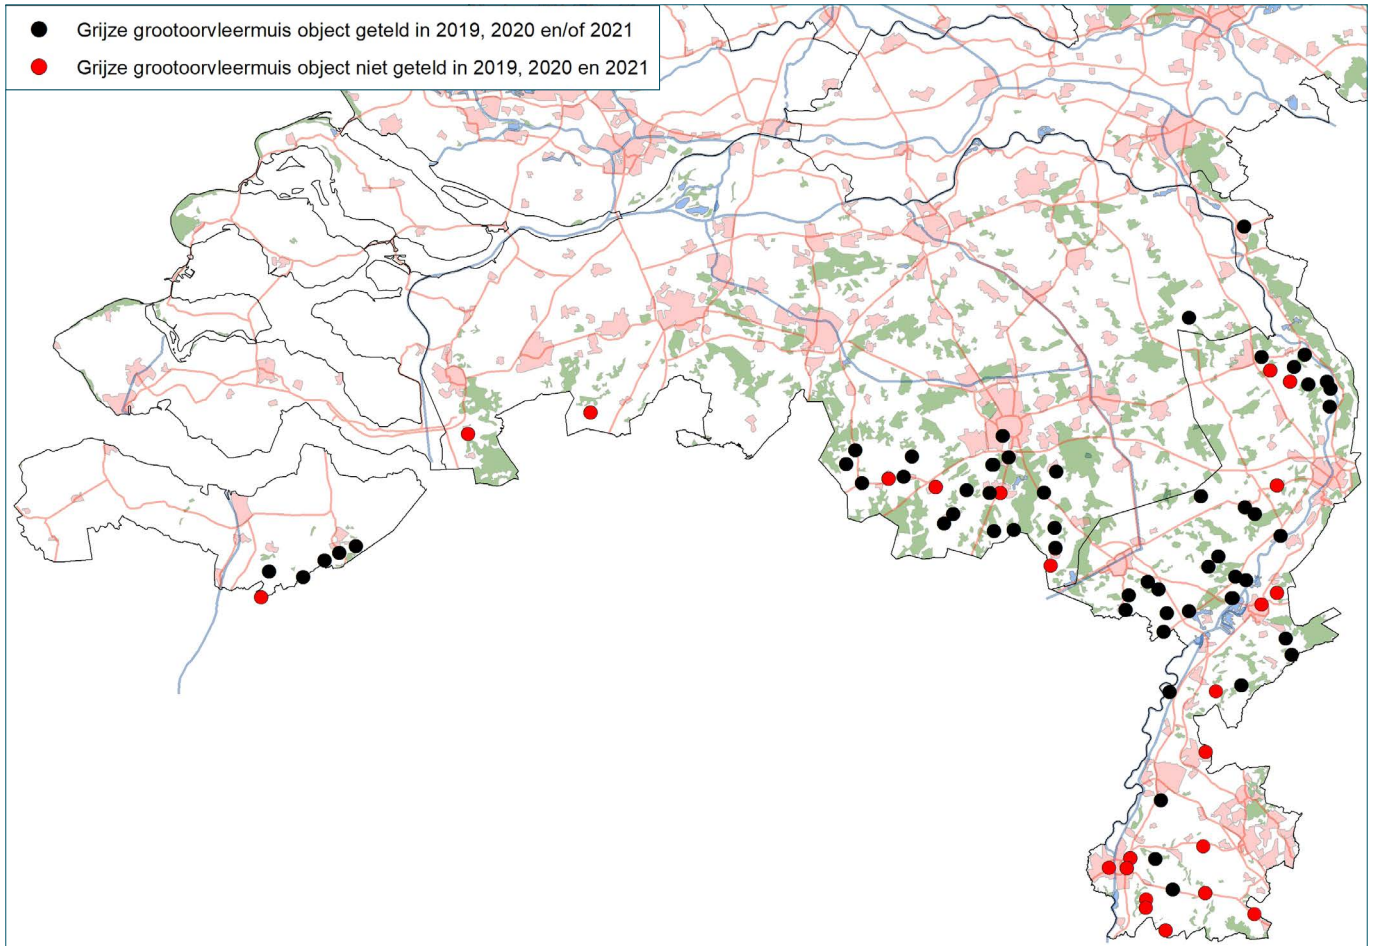 Grijze grootoorvleermuis object geteld in 2019, 2020 en/of 2021
Grijze grootoorvleermuis object niet geteld in 2019, 2020 en 2021